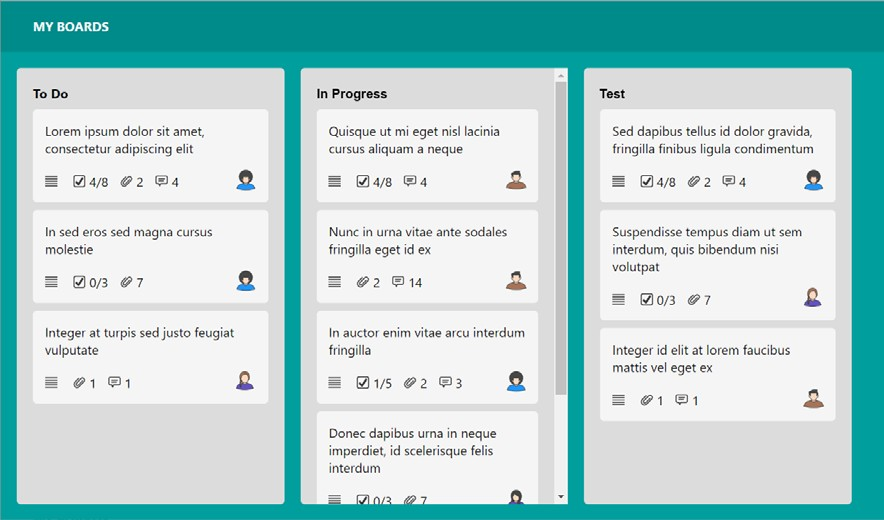 MY BOARDS
To Do
Lorem ipsum dolor sit amet,
consectetur adipiscing elit
4/8 2 4
In sed eros sed magna cursus
molestie
0/3 7
Integer at turpis sed justo feugiat
vulputate
1 1
In Progress
Quisque ut mi eget nisl lacinia
cursus aliquam a neque
4/8 4
Nunc in urna vitae ante sodales
fringilla eget id ex
2 14
In auctor enim vitae arcu interdum
fringilla
1/5 2 3
Donec dapibus urna in neque
imperdiet, id scelerisque felis
interdum
0/3 7
Test
Sed dapibus tellus id dolor gravida,
fringilla finibus ligula condimentum
4/8 2 4
Suspendisse tempus diam ut sem
interdum, quis bibendum nisi
volutpat
0/3 7
Integer id elit at lorem faucibus
mattis vel eget ex
1 1